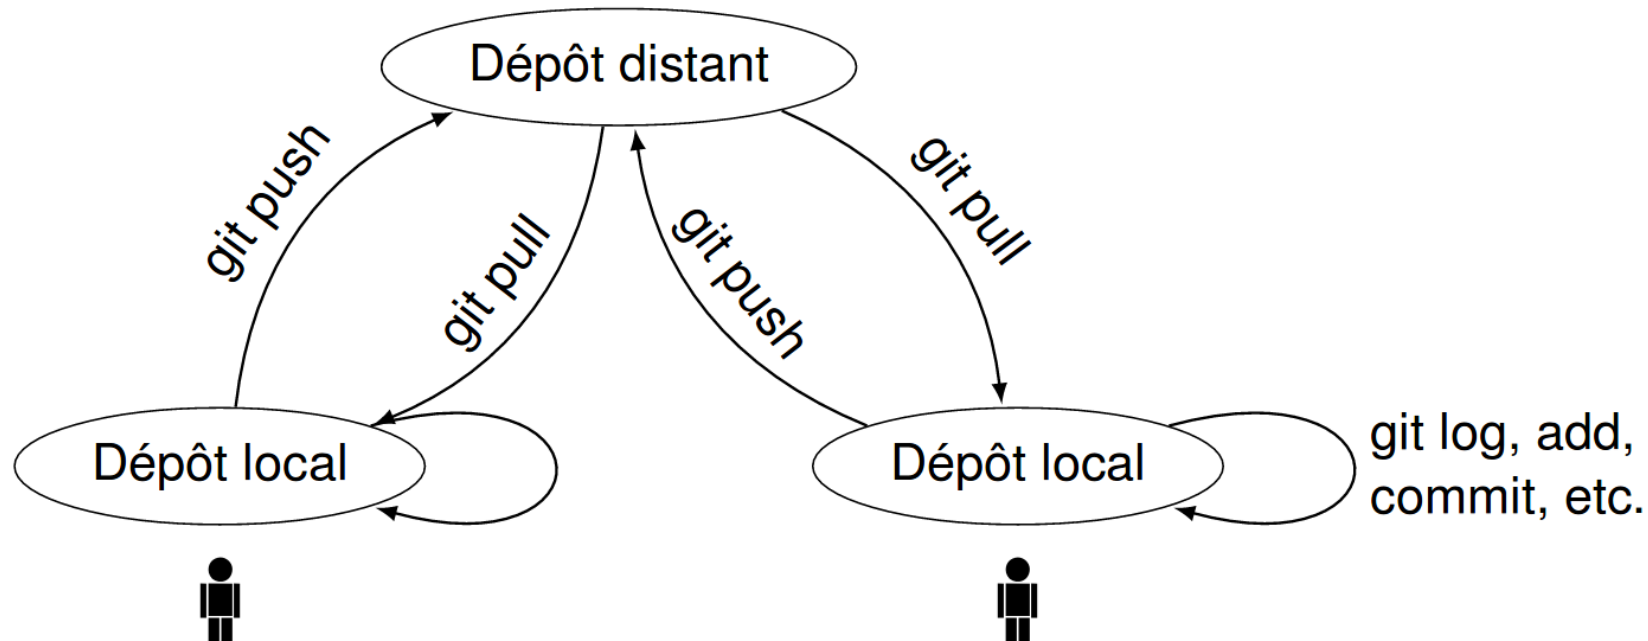 Dépôt distant
git push
git pull
git push
git pull
Dépôt local
Dépôt local
git log, add,
commit, etc.